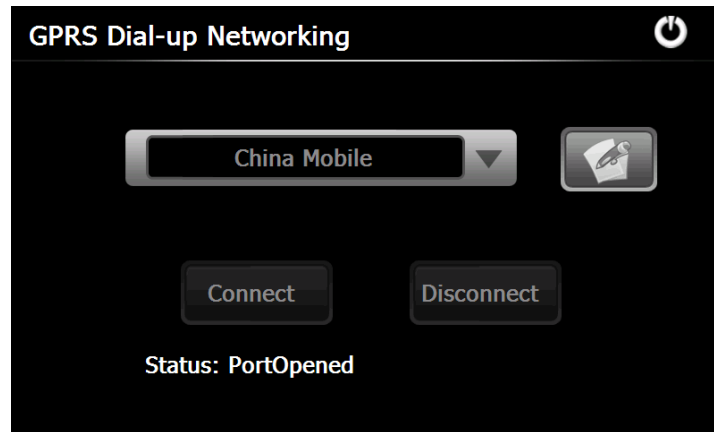 GPRS Dial-up Networking
China Mobile
Connect
Disconnect
Status: PortOpened